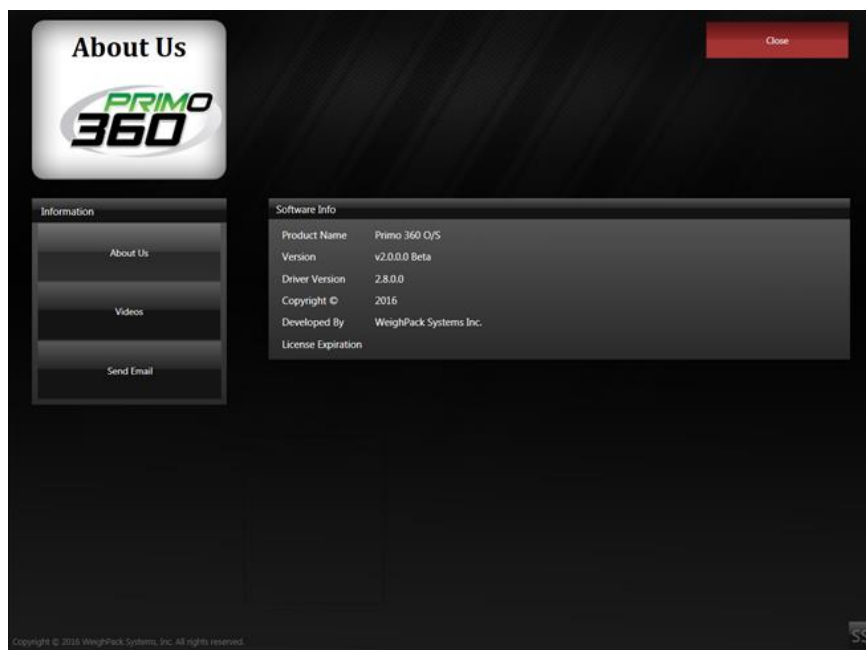 About Us
PRIMO
360
Close
Information
About Us
Videos
Send Email
Software Info
Product Name Primo 360 O/S
Version v2.0.0.0 Beta
Driver Version 2.8.0.0
Copyright © 2016
Developed By WeighPack Systems Inc.
License Expiration
Copyright © 2016 WeighPack Systems, Inc. All rights reserved.
SS